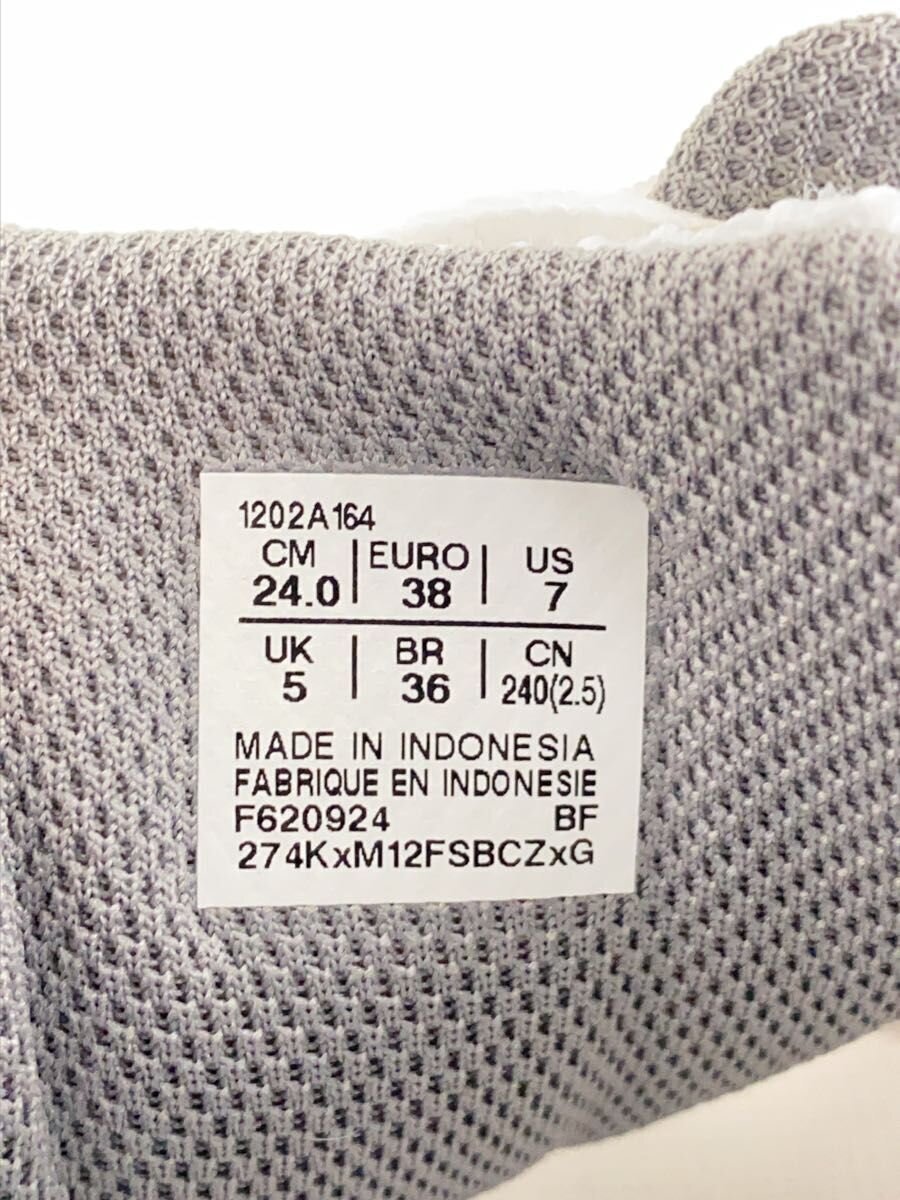 1202A164
CM | EURO | US
24.0 | 38 | 7
UK | BR | CN
5 | 36 | 240(2.5)
MADE IN INDONESIA
FABRIQUE EN INDONESIE
F620924 BF
274KxM12FSBCZxG